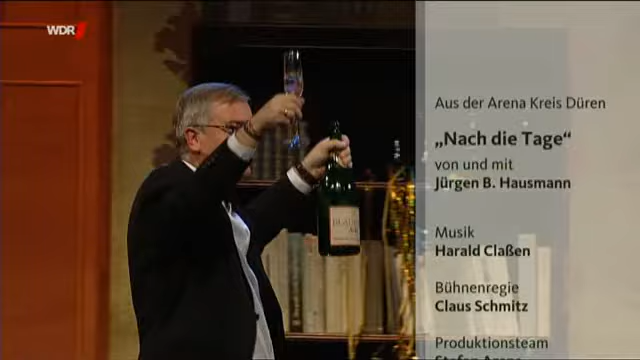 WDR
Aus der Arena Kreis Düren
„Nach die Tage“
von und mit
Jürgen B. Hausmann
Musik
Harald Claßen
Bühnenregie
Claus Schmitz
Produktionsteam